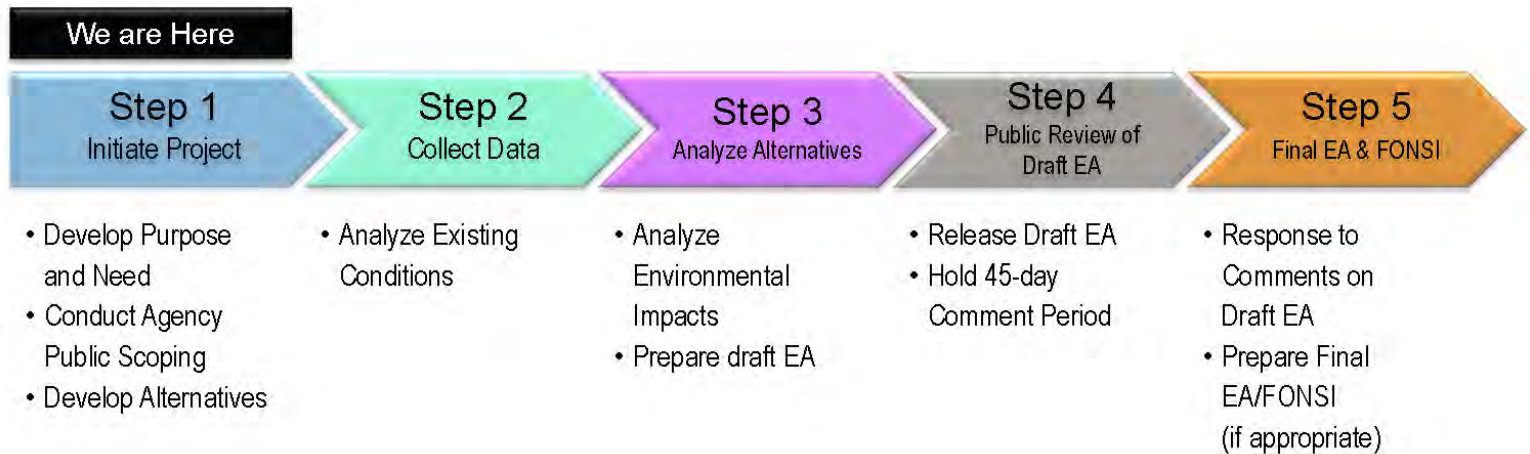 We are Here
Step 1
Initiate Project
Step 2
Collect Data
Step 3
Analyze Alternatives
Step 4
Public Review of
Draft EA
Step 5
Final EA & FONSI
• Develop Purpose
and Need
• Conduct Agency
Public Scoping
• Develop Alternatives
• Analyze Existing
Conditions
• Analyze
Environmental
Impacts
• Prepare draft EA
• Release Draft EA
• Hold 45-day
Comment Period
• Response to
Comments on
Draft EA
• Prepare Final
EA/FONSI
(if appropriate)